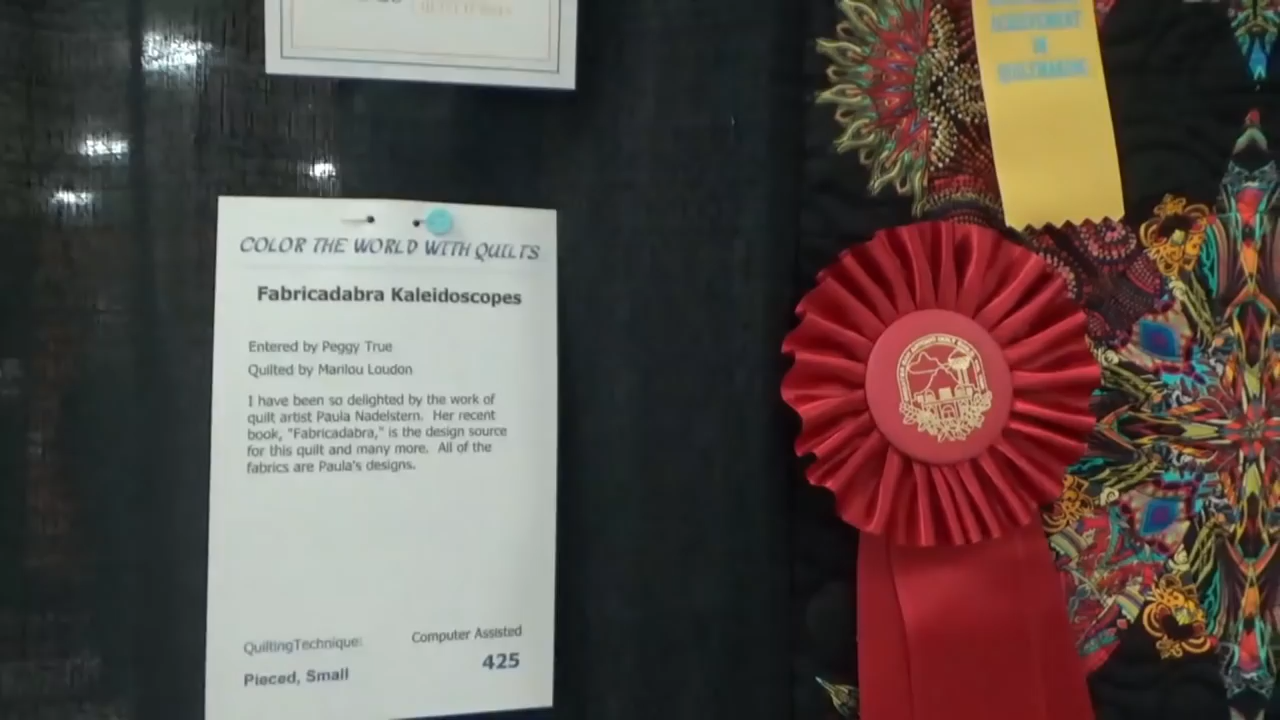 ACHIEVEMENT
IN
QUILTMAKING
COLOR THE WORLD WITH QUILTS
Fabricadabra Kaleidoscopes
Entered by Peggy True
Quilted by Marilou Loudon
I have been so delighted by the work of
quilt artist Paula Nadelstern. Her recent
book, "Fabricadabra," is the design source
for this quilt and many more. All of the
fabrics are Paula's designs.
QuiltingTechnique: Computer Assisted
Pieced, Small 425